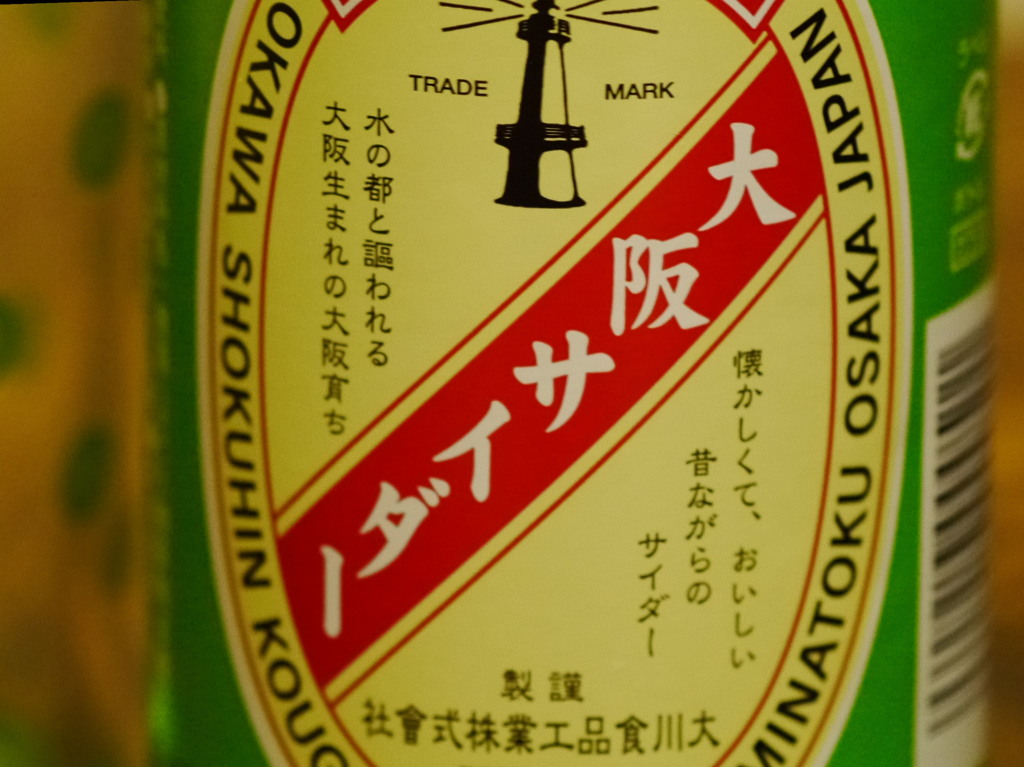 TRADE MARK
水の都と謳われる
大阪生まれの大阪育ち
大阪サイダー
懐かしくて、おいしい
昔ながらの
サイダー
謹製
大川食品工業株式會社
OKAWA SHOKUHIN KOUG
MINATOKU OSAKA JAPAN